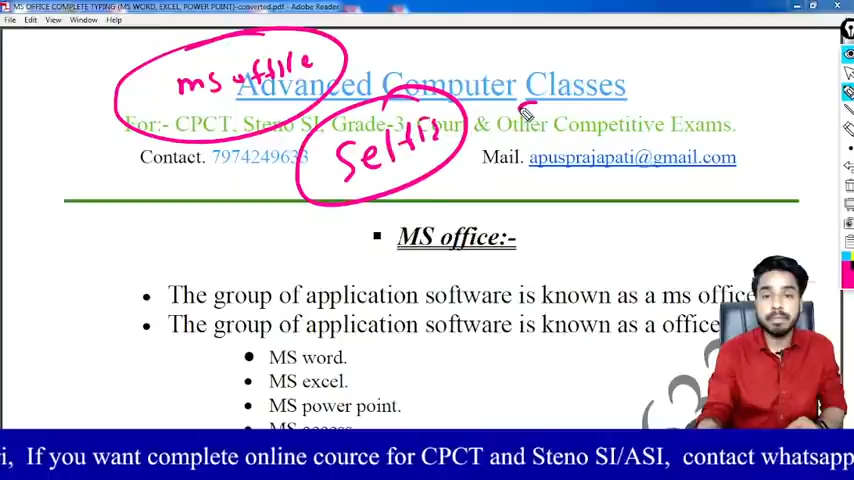 MS OFFICE COMPLETE TYPING (MS WORD, EXCEL, POWER POINT)-converted.pdf - Adobe Reader
File Edit View Window Help
ms office
Advanced Computer Classes
For:- CPCT, Steno SI, Grade-3, Court & Other Competitive Exams.
Contact. 7974249633
Mail. apusprajapati@gmail.com
MS office:-
The group of application software is known as a ms office
The group of application software is known as a office
MS word.
MS excel.
MS power point.
MS access.
ri, If you want complete online cource for CPCT and Steno SI/ASI, contact whatsapp